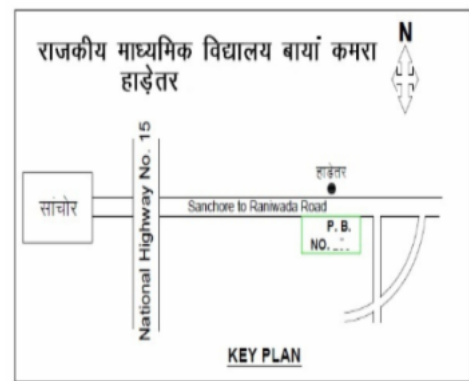 राजकीय माध्यमिक विद्यालय बायां कमरा
हाड़ेतर
N
National Highway No. 15
हाड़ेतर
सांचोर
Sanchore to Raniwada Road
P. B.
NO.
KEY PLAN